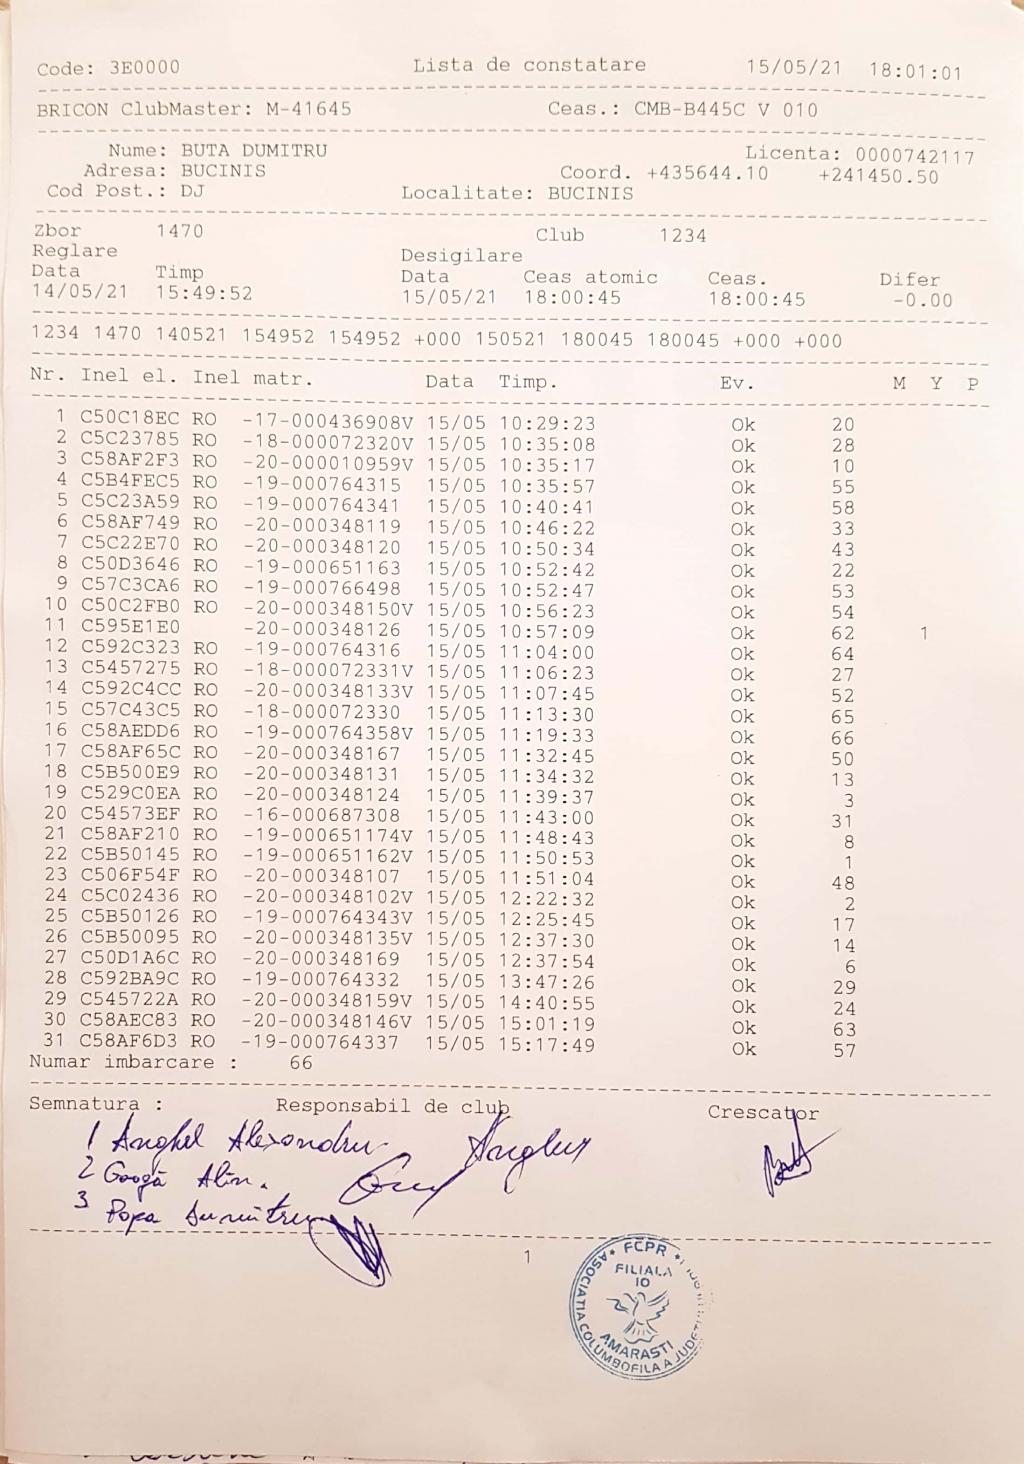 Code: 3E0000 Lista de constatare 15/05/21 18:01:01
BRICON ClubMaster: M-41645 Ceas.: CMB-B445C V 010
Nume: BUTA DUMITRU Licenta: 0000742117
Adresa: BUCINIS Coord. +435644.10 +241450.50
Cod Post.: DJ Localitate: BUCINIS
Zbor 1470 Club 1234
Reglare Desigilare
Data Timp Data Ceas atomic Ceas. Difer
14/05/21 15:49:52 15/05/21 18:00:45 18:00:45 -0.00
1234 1470 140521 154952 154952 +000 150521 180045 180045 +000 +000
Nr. Inel el. Inel matr. Data Timp. Ev. M Y P
1 C50C18EC RO -17-000436908V 15/05 10:29:23 Ok 20
2 C5C23785 RO -18-000072320V 15/05 10:35:08 Ok 28
3 C58AF2F3 RO -20-000010959V 15/05 10:35:17 Ok 10
4 C5B4FEC5 RO -19-000764315 15/05 10:35:57 Ok 55
5 C5C23A59 RO -19-000764341 15/05 10:40:41 Ok 58
6 C58AF749 RO -20-000348119 15/05 10:46:22 Ok 33
7 C5C22E70 RO -20-000348120 15/05 10:50:34 Ok 43
8 C50D3646 RO -19-000651163 15/05 10:52:42 Ok 22
9 C57C3CA6 RO -19-000766498 15/05 10:52:47 Ok 53
10 C50C2FB0 RO -20-000348150V 15/05 10:56:23 Ok 54
11 C595E1E0 -20-000348126 15/05 10:57:09 Ok 62 1
12 C592C323 RO -19-000764316 15/05 11:04:00 Ok 64
13 C5457275 RO -18-000072331V 15/05 11:06:23 Ok 27
14 C592C4CC RO -20-000348133V 15/05 11:07:45 Ok 52
15 C57C43C5 RO -18-000072330 15/05 11:13:30 Ok 65
16 C58AEDD6 RO -19-000764358V 15/05 11:19:33 Ok 66
17 C58AF65C RO -20-000348167 15/05 11:32:45 Ok 50
18 C5B500E9 RO -20-000348131 15/05 11:34:32 Ok 13
19 C529C0EA RO -20-000348124 15/05 11:39:37 Ok 3
20 C54573EF RO -16-000687308 15/05 11:43:00 Ok 31
21 C58AF210 RO -19-000651174V 15/05 11:48:43 Ok 8
22 C5B50145 RO -19-000651162V 15/05 11:50:53 Ok 1
23 C506F54F RO -20-000348107 15/05 11:51:04 Ok 48
24 C5C02436 RO -20-000348102V 15/05 12:22:32 Ok 2
25 C5B50126 RO -19-000764343V 15/05 12:25:45 Ok 17
26 C5B50095 RO -20-000348135V 15/05 12:37:30 Ok 14
27 C50D1A6C RO -20-000348169 15/05 12:37:54 Ok 6
28 C592BA9C RO -19-000764332 15/05 13:47:26 Ok 29
29 C545722A RO -20-000348159V 15/05 14:40:55 Ok 24
30 C58AEC83 RO -20-000348146V 15/05 15:01:19 Ok 63
31 C58AF6D3 RO -19-000764337 15/05 15:17:49 Ok 57
Numar imbarcare : 66
Semnatura : Responsabil de club Crescator
1 Anghel Alexandru
2 Googă Alin
3 Popa Dumitru
1
FCPR
FILIALA
10
AMARASTI
ASOCIATIA COLUMBOFILA A